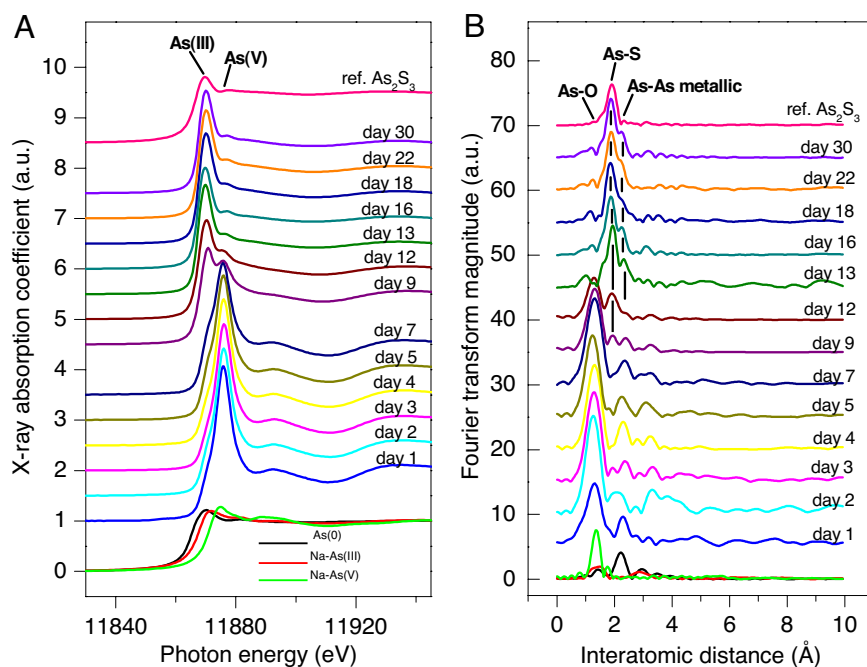 A
As(III)
As(V)
ref. As₂S₃
day 30
day 22
day 18
day 16
day 13
day 12
day 9
day 7
day 5
day 4
day 3
day 2
day 1
As(0)
Na-As(III)
Na-As(V)
10
9
8
7
6
5
4
3
2
1
0
X-ray absorption coefficient (a.u.)
11840 11880 11920
Photon energy (eV)
B
As-S
As-O
As-As metallic
ref. As₂S₃
day 30
day 22
day 18
day 16
day 13
day 12
day 9
day 7
day 5
day 4
day 3
day 2
day 1
80
70
60
50
40
30
20
10
0
Fourier transform magnitude (a.u.)
0 2 4 6 8 10
Interatomic distance (Å)